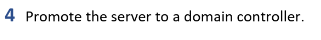 4 Promote the server to a domain controller.